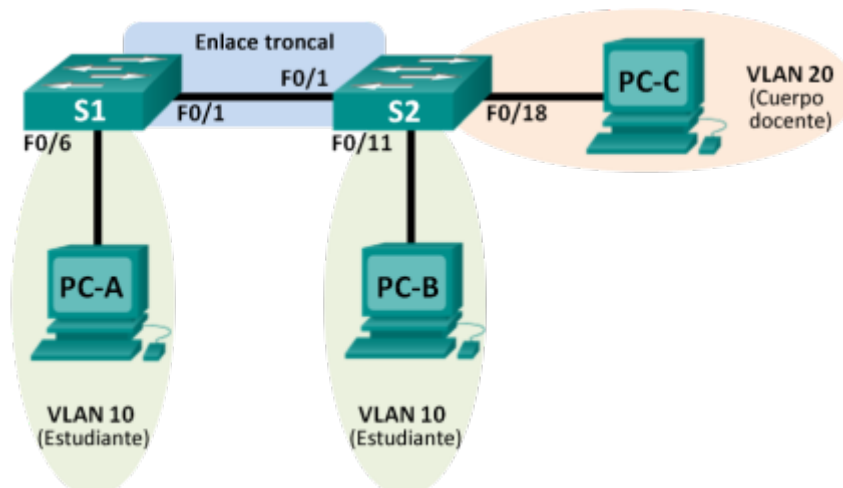 Enlace troncal
F0/1
S1
F0/1
F0/6
S2
F0/11
F0/18
PC-C
VLAN 20
(Cuerpo
docente)
PC-A
PC-B
VLAN 10
(Estudiante)
VLAN 10
(Estudiante)